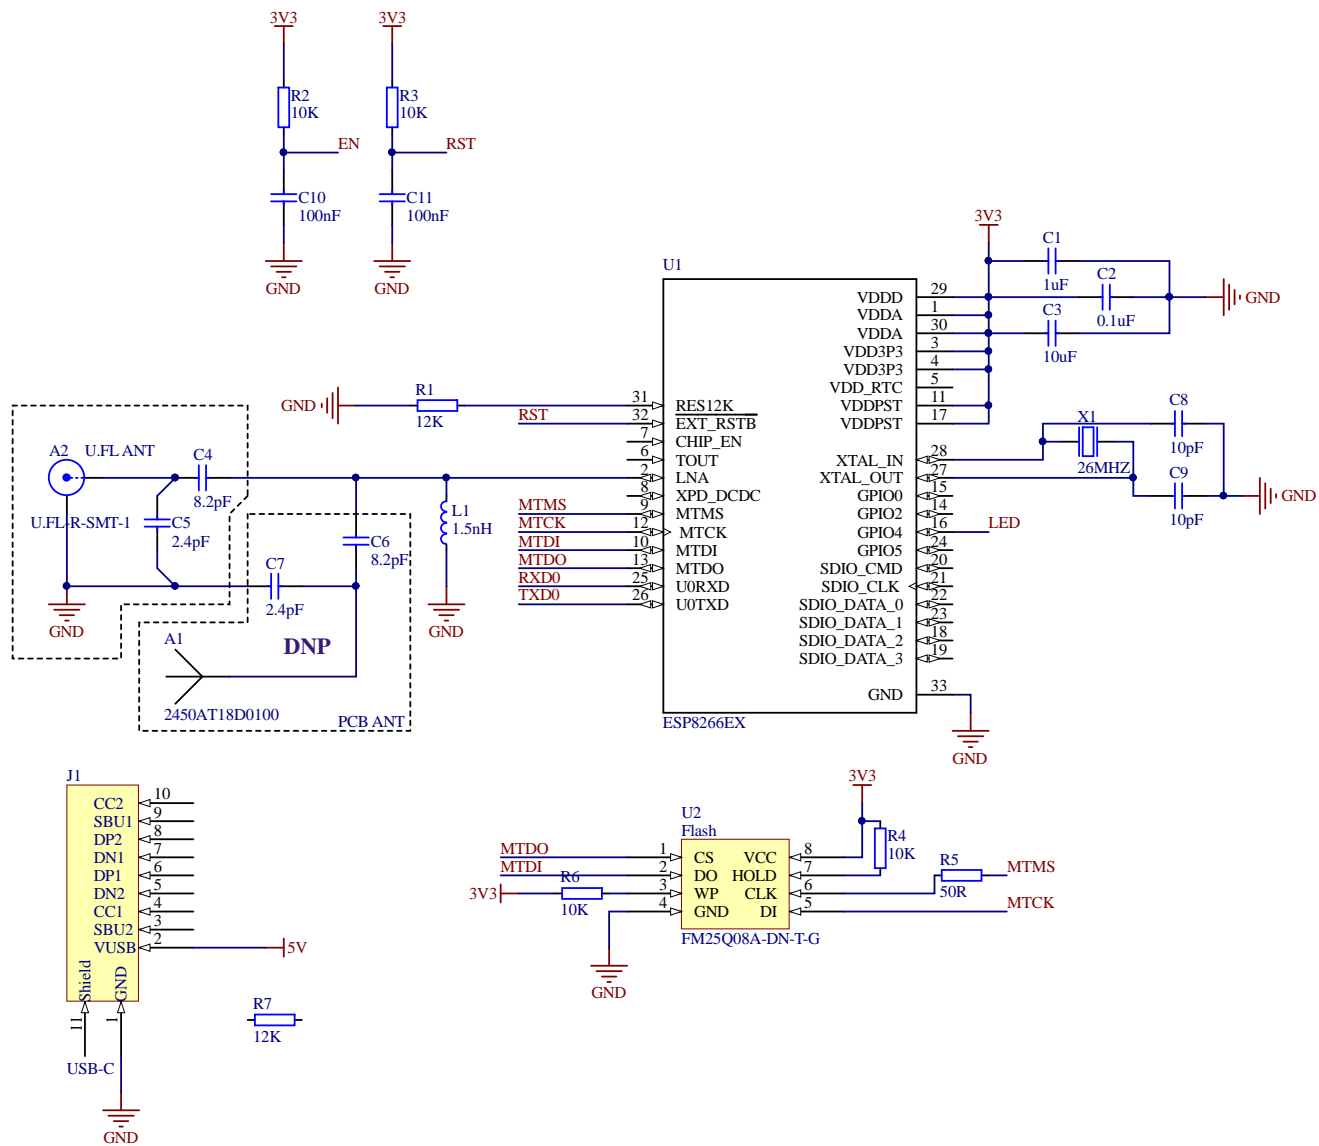 3V3
3V3
R2
10K
R3
10K
EN
RST
C10
100nF
C11
100nF
GND
GND
3V3
C1
1uF
C2
0.1uF
C3
10uF
GND
U1
VDDD 29
VDDA 1
VDDA 30
VDD3P3 3
VDD3P3 4
VDD_RTC 5
VDDPST 11
VDDPST 17
XTAL_IN 28
XTAL_OUT 27
GPIO0 15
GPIO2 14
GPIO4 16
GPIO5 24
SDIO_CMD 20
SDIO_CLK 21
SDIO_DATA_0 22
SDIO_DATA_1 23
SDIO_DATA_2 18
SDIO_DATA_3 19
GND 33
31 RES12K
32 EXT_RSTB
7 CHIP_EN
6 TOUT
2 LNA
8 XPD_DCDC
9 MTMS
12 MTCK
10 MTDI
13 MTDO
25 U0RXD
26 U0TXD
ESP8266EX
GND
R1
12K
RST
MTMS
MTCK
MTDI
MTDO
RXD0
TXD0
X1
26MHZ
C8
10pF
C9
10pF
GND
LED
GND
A2
U.FL ANT
U.FL-R-SMT-1
C4
8.2pF
C5
2.4pF
C6
8.2pF
C7
2.4pF
L1
1.5nH
GND
GND
A1
DNP
2450AT18D0100
PCB ANT
J1
CC2 10
SBU1 9
DP2 8
DN1 7
DP1 6
DN2 5
CC1 4
SBU2 3
VUSB 2
Shield
GND
11
1
5V
USB-C
GND
R7
12K
3V3
U2
Flash
MTDO
MTDI
3V3
R6
10K
1 CS
2 DO
3 WP
4 GND
VCC 8
HOLD 7
CLK 6
DI 5
R4
10K
R5
50R
MTMS
MTCK
FM25Q08A-DN-T-G
GND